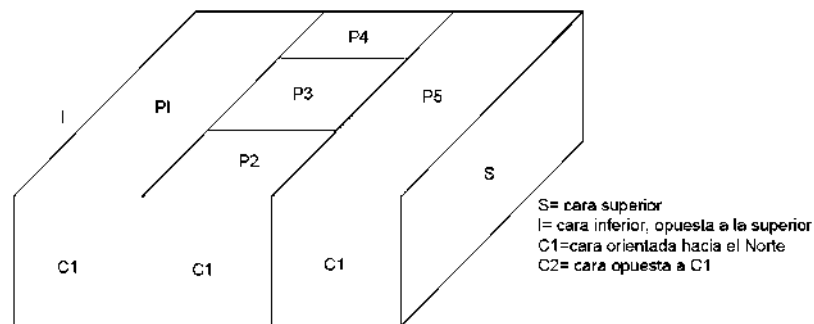 P4
P3
P2
PI
P5
I
S
C1
C1
C1
S= cara superior
I= cara inferior, opuesta a la superior
C1=cara orientada hacia el Norte
C2= cara opuesta a C1